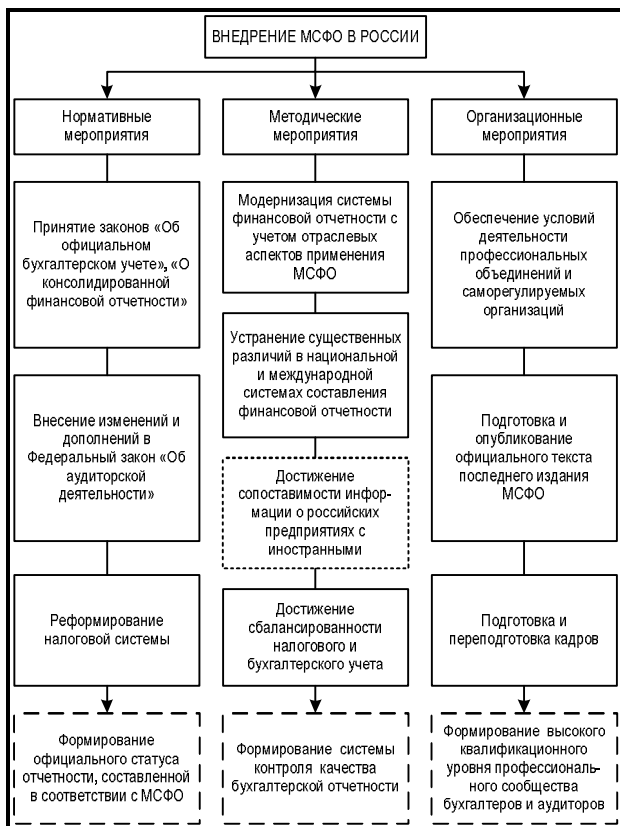 ВНЕДРЕНИЕ МСФО В РОССИИ
Нормативные
мероприятия
Принятие законов «Об
официальном
бухгалтерском учете», «О
консолидированной
финансовой отчетности»
Внесение изменений и
дополнений в
Федеральный закон «Об
аудиторской
деятельности»
Реформирование
налоговой системы
Формирование
официального статуса
отчетности, составленной
в соответствии с МСФО
Методические
мероприятия
Модернизация системы
финансовой отчетности с
учетом отраслевых
аспектов применения
МСФО
Устранение существенных
различий в национальной
и международной
системах составления
финансовой отчетности
Достижение
сопоставимости инфор-
мации о российских
предприятиях с
иностранными
Достижение
сбалансированности
налогового и
бухгалтерского учета
Формирование системы
контроля качества
бухгалтерской отчетности
Организационные
мероприятия
Обеспечение условий
деятельности
профессиональных
объединений и
саморегулируемых
организаций
Подготовка и
опубликование
официального текста
последнего издания
МСФО
Подготовка и
переподготовка кадров
Формирование высокого
квалификационного
уровня профессиональ-
ного сообщества
бухгалтеров и аудиторов